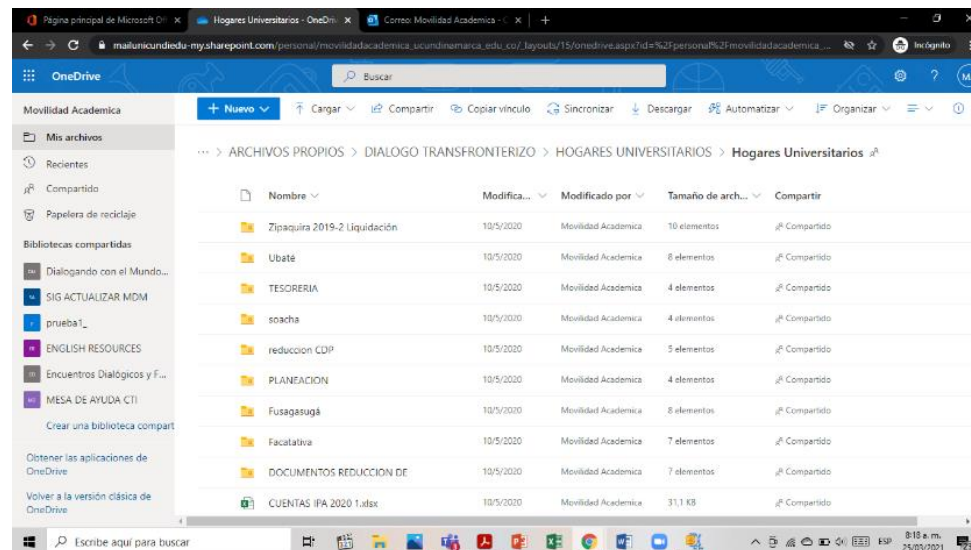 Página principal de Microsoft Of
Hogares Universitarios - OneDri
Correo: Movilidad Academica -
mailunicundiedu-my.sharepoint.com/personal/movilidadacademica_ucundinamarca_edu_co/_layouts/15/onedrive.aspx?id=%2Fpersonal%2Fmovilidadacademica_...
Incógnito
OneDrive
Buscar
Movilidad Academica
Nuevo
Cargar
Compartir
Copiar vínculo
Sincronizar
Descargar
Automatizar
Organizar
Mis archivos
Recientes
Compartido
Papelera de reciclaje
Bibliotecas compartidas
Dialogando con el Mundo...
SIG ACTUALIZAR MDM
prueba1_
ENGLISH RESOURCES
Encuentros Dialógicos y F...
MESA DE AYUDA CTI
Crear una biblioteca compart
Obtener las aplicaciones de
OneDrive
Volver a la versión clásica de
OneDrive
... > ARCHIVOS PROPIOS > DIALOGO TRANSFRONTERIZO > HOGARES UNIVERSITARIOS > Hogares Universitarios
Nombre Modifica... Modificado por Tamaño de arch... Compartir
Zipaquira 2019-2 Liquidación 10/5/2020 Movilidad Academica 10 elementos Compartido
Ubaté 10/5/2020 Movilidad Academica 8 elementos Compartido
TESORERIA 10/5/2020 Movilidad Academica 4 elementos Compartido
soacha 10/5/2020 Movilidad Academica 4 elementos Compartido
reduccion CDP 10/5/2020 Movilidad Academica 5 elementos Compartido
PLANEACION 10/5/2020 Movilidad Academica 4 elementos Compartido
Fusagasugá 10/5/2020 Movilidad Academica 8 elementos Compartido
Facatativa 10/5/2020 Movilidad Academica 7 elementos Compartido
DOCUMENTOS REDUCCION DE 10/5/2020 Movilidad Academica 7 elementos Compartido
CUENTAS IPA 2020 1.xlsx 10/5/2020 Movilidad Academica 31,1 KB Compartido
Escribe aquí para buscar
ESP
8:18 a. m.
25/03/2021